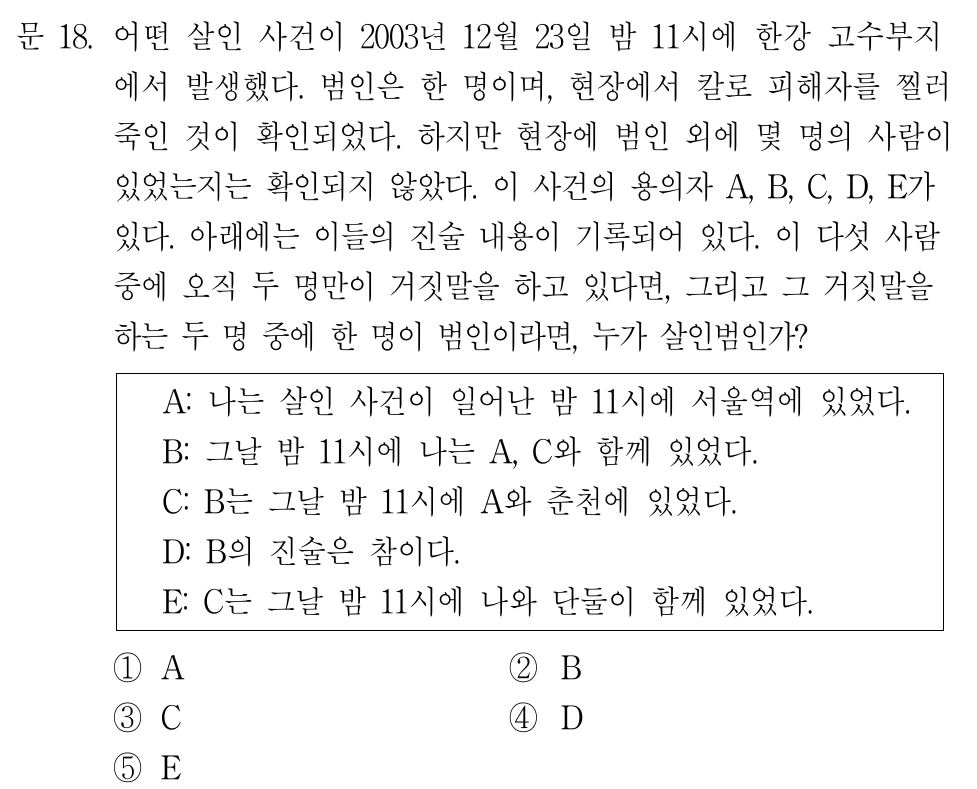 문 18. 어떤 살인 사건이 2003년 12월 23일 밤 11시에 한강 고수부지
에서 발생했다. 범인은 한 명이며, 현장에서 칼로 피해자를 찔러
죽인 것이 확인되었다. 하지만 현장에 범인 외에 몇 명의 사람이
있었는지는 확인되지 않았다. 이 사건의 용의자 A, B, C, D, E가
있다. 아래에는 이들의 진술 내용이 기록되어 있다. 이 다섯 사람
중에 오직 두 명만이 거짓말을 하고 있다면, 그리고 그 거짓말을
하는 두 명 중에 한 명이 범인이라면, 누가 살인범인가?
A: 나는 살인 사건이 일어난 밤 11시에 서울역에 있었다.
B: 그날 밤 11시에 나는 A, C와 함께 있었다.
C: B는 그날 밤 11시에 A와 춘천에 있었다.
D: B의 진술은 참이다.
E: C는 그날 밤 11시에 나와 단둘이 함께 있었다.
① A ② B
③ C ④ D
⑤ E